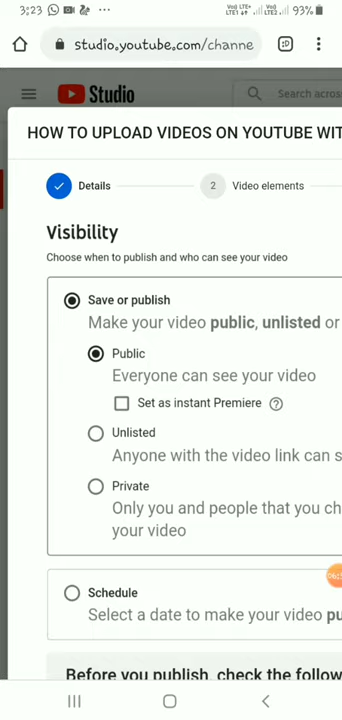 3;23
LTE1
LTE2
93%
studio.youtube.com/channe
:D
Studio
Search across
HOW TO UPLOAD VIDEOS ON YOUTUBE WIT
Details
2 Video elements
Visibility
Choose when to publish and who can see your video
Save or publish
Make your video public, unlisted or
Public
Everyone can see your video
Set as instant Premiere ?
Unlisted
Anyone with the video link can s
Private
Only you and people that you ch
your video
Schedule
Select a date to make your video pu
Before you publish, check the follow